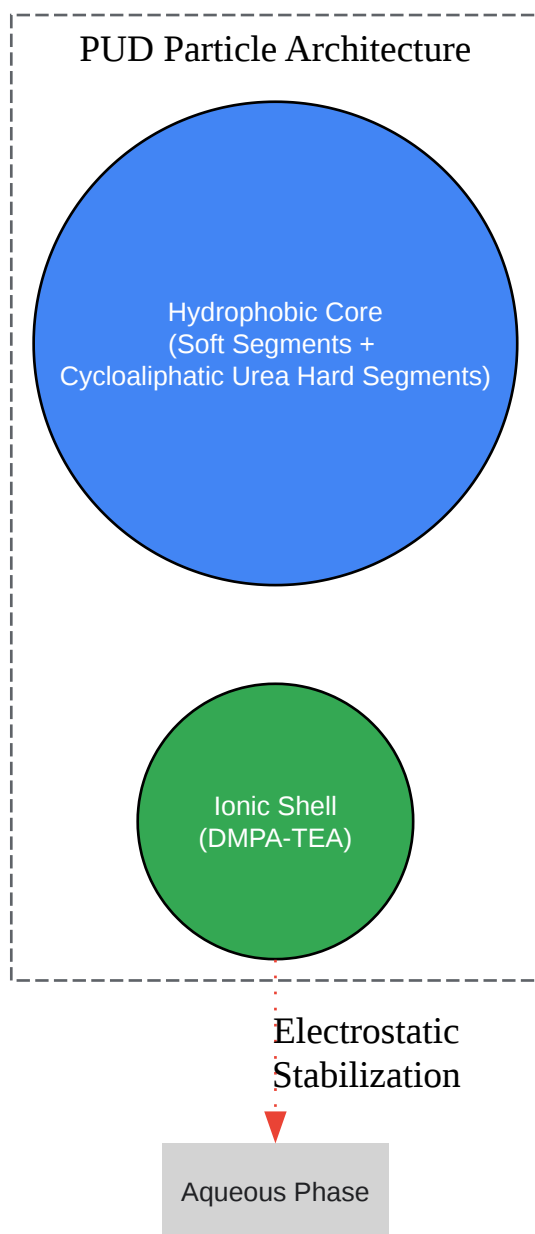 PUD Particle Architecture
Hydrophobic Core
(Soft Segments +
Cycloaliphatic Urea Hard Segments)
Ionic Shell
(DMPA-TEA)
Electrostatic
Stabilization
Aqueous Phase